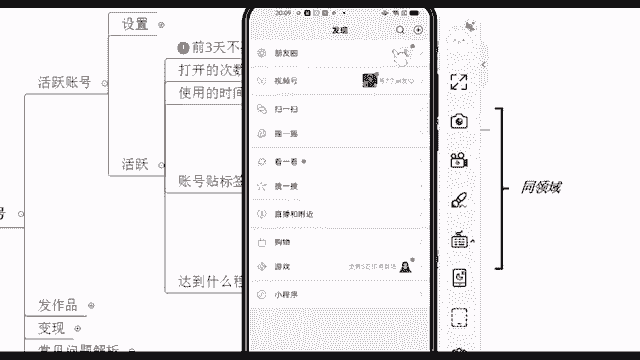 设置
前3天不
打开的次数
使用的时间
活跃账号
活跃
账号贴标签
号
达到什么程
发作品
变现
常见问题解析
20:09
发现
朋友圈
视频号
扫一扫
摇一摇
看一看
搜一搜
直播和附近
购物
游戏
小程序
同领域